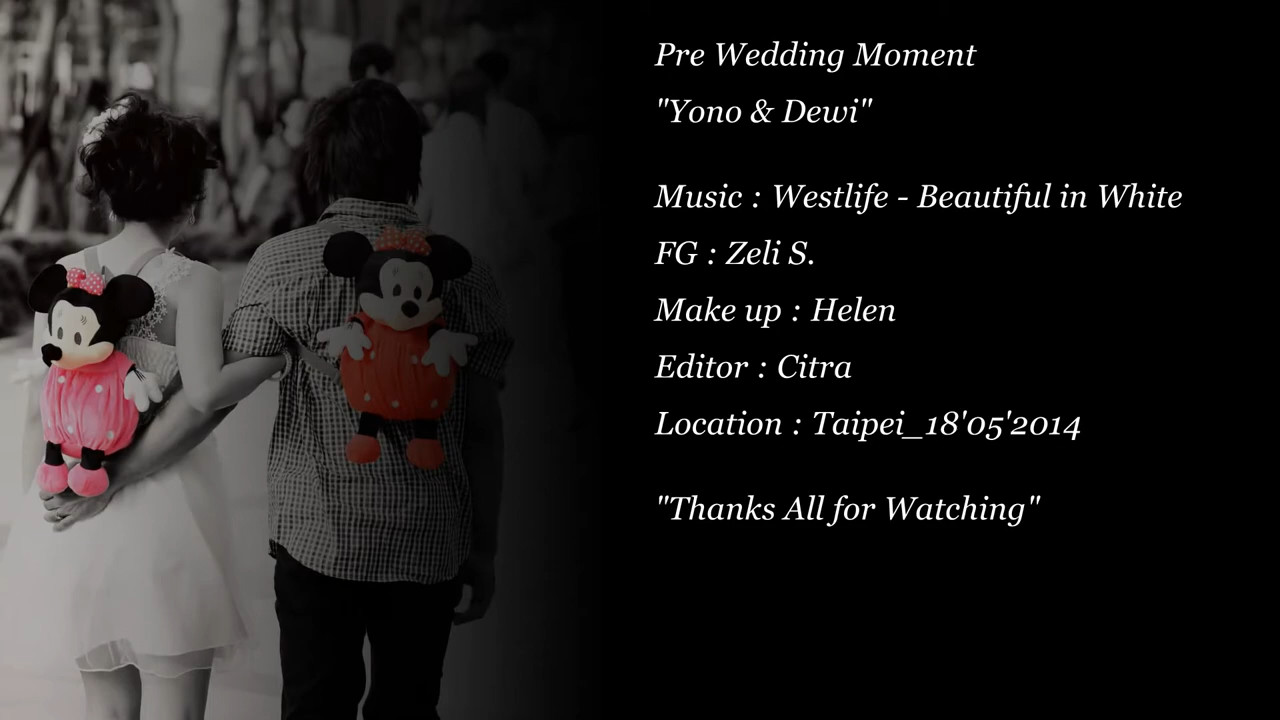 Pre Wedding Moment
"Yono & Dewi"
Music : Westlife - Beautiful in White
FG : Zeli S.
Make up : Helen
Editor : Citra
Location : Taipei_18'05'2014
"Thanks All for Watching"